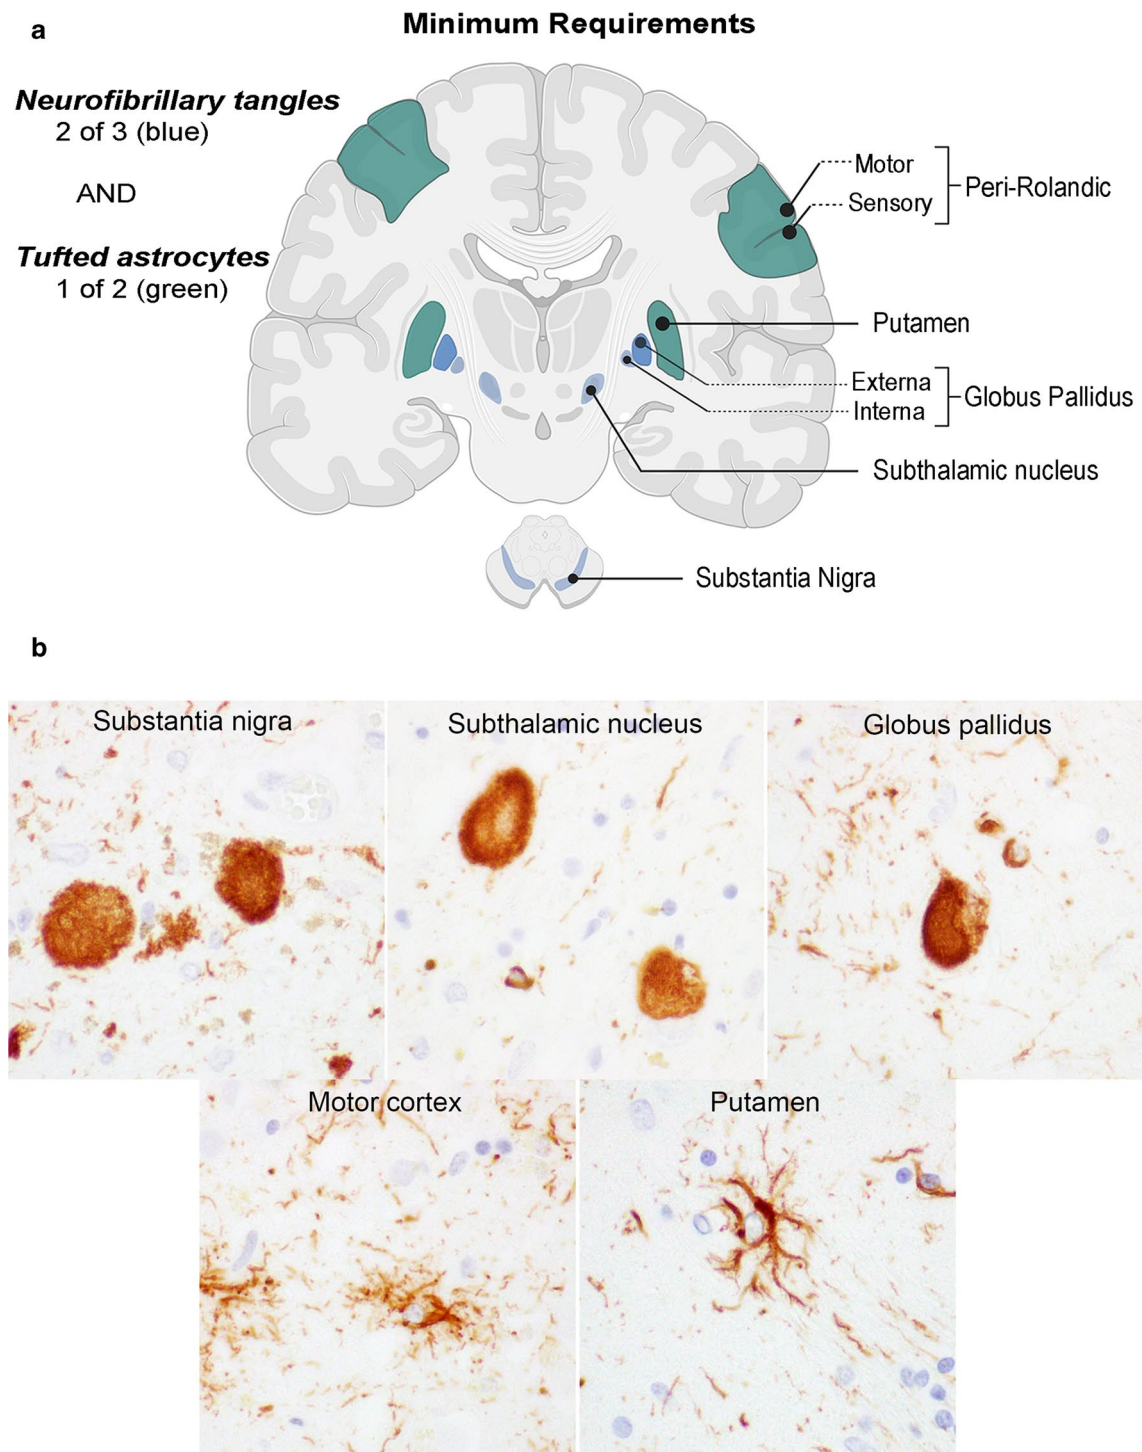 a
Minimum Requirements
Neurofibrillary tangles
2 of 3 (blue)
AND
Tufted astrocytes
1 of 2 (green)
Motor
Sensory
Peri-Rolandic
Putamen
Externa
Interna
Globus Pallidus
Subthalamic nucleus
Substantia Nigra
b
Substantia nigra
Subthalamic nucleus
Globus pallidus
Motor cortex
Putamen